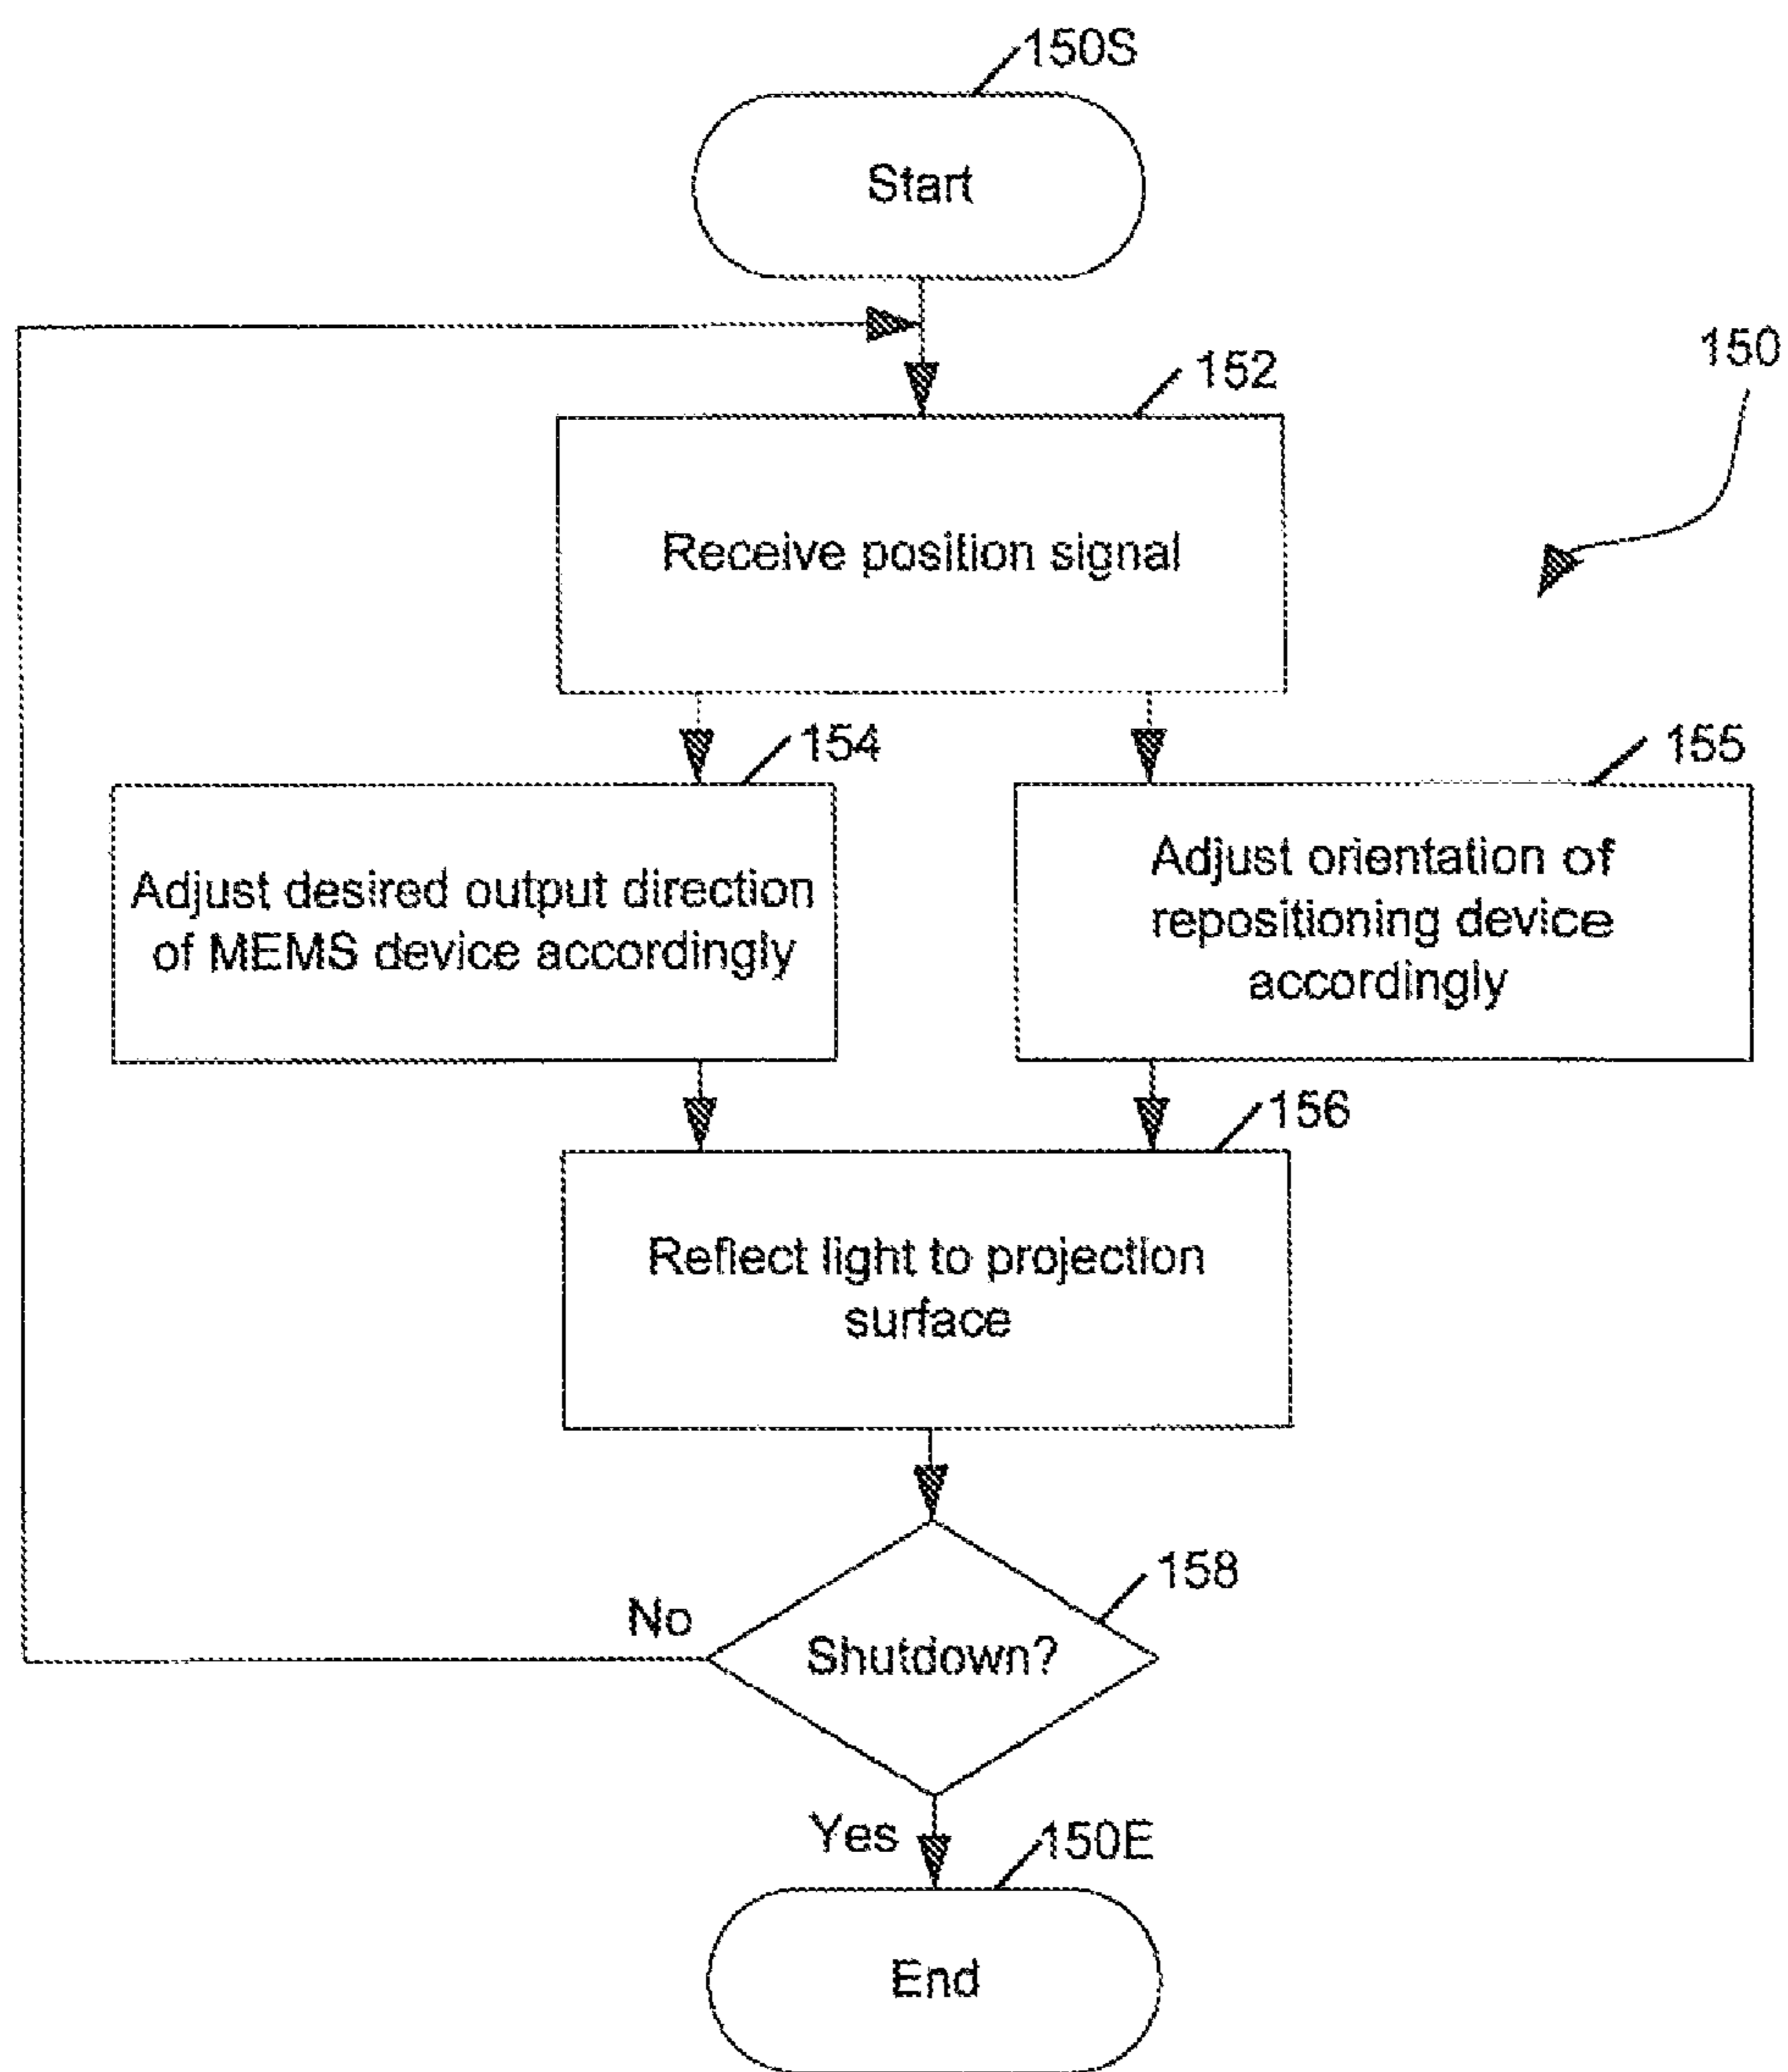 150S
Start
150
152
Receive position signal
154
155
Adjust desired output direction
of MEMS device accordingly
Adjust orientation of
repositioning device
accordingly
156
Reflect light to projection
surface
158
No
Shutdown?
Yes
150E
End